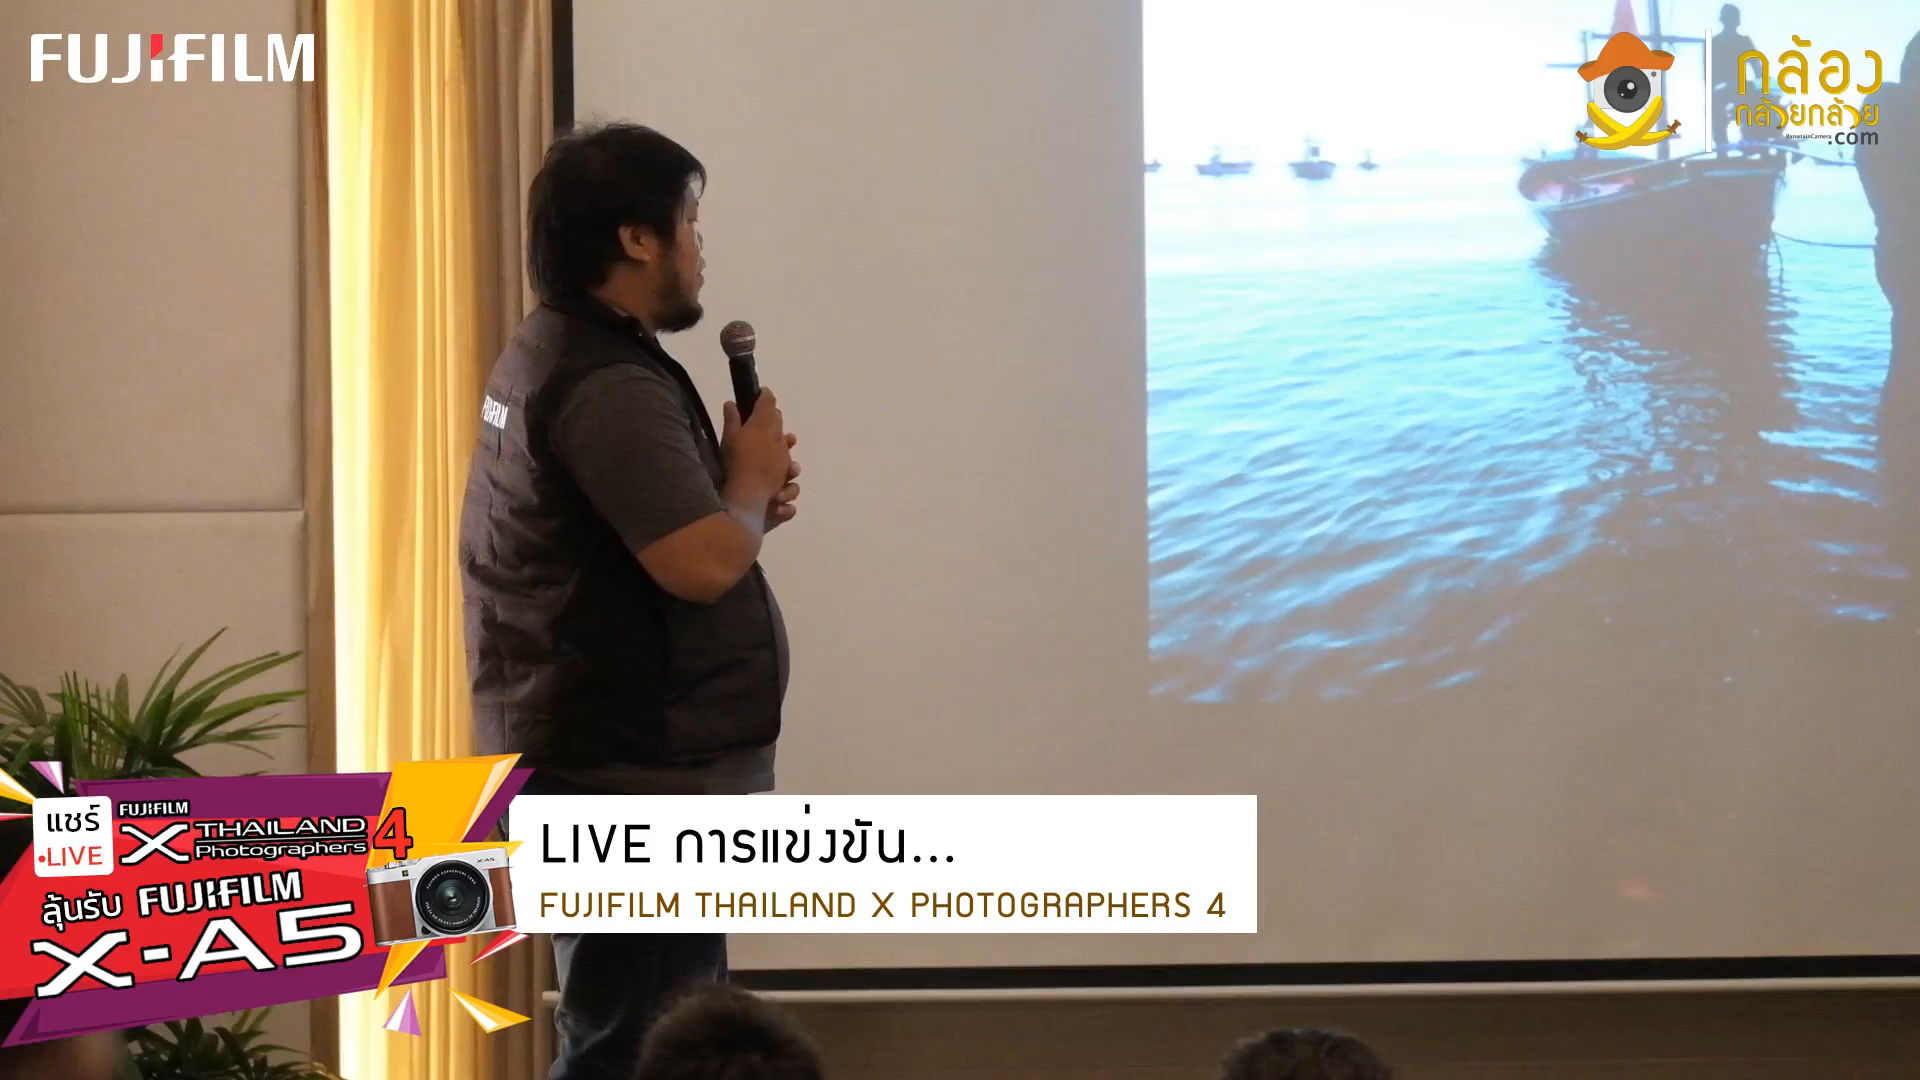 FUJIFILM
กล้อง
กล้วยกล้วย
BananainCamera
.com
FUJIFILM
แชร์
•LIVE
FUJIFILM
X THAILAND 4
Photographers
ลุ้นรับ FUJIFILM
X-A5
X-A5
LIVE การแข่งขัน...
FUJIFILM THAILAND X PHOTOGRAPHERS 4